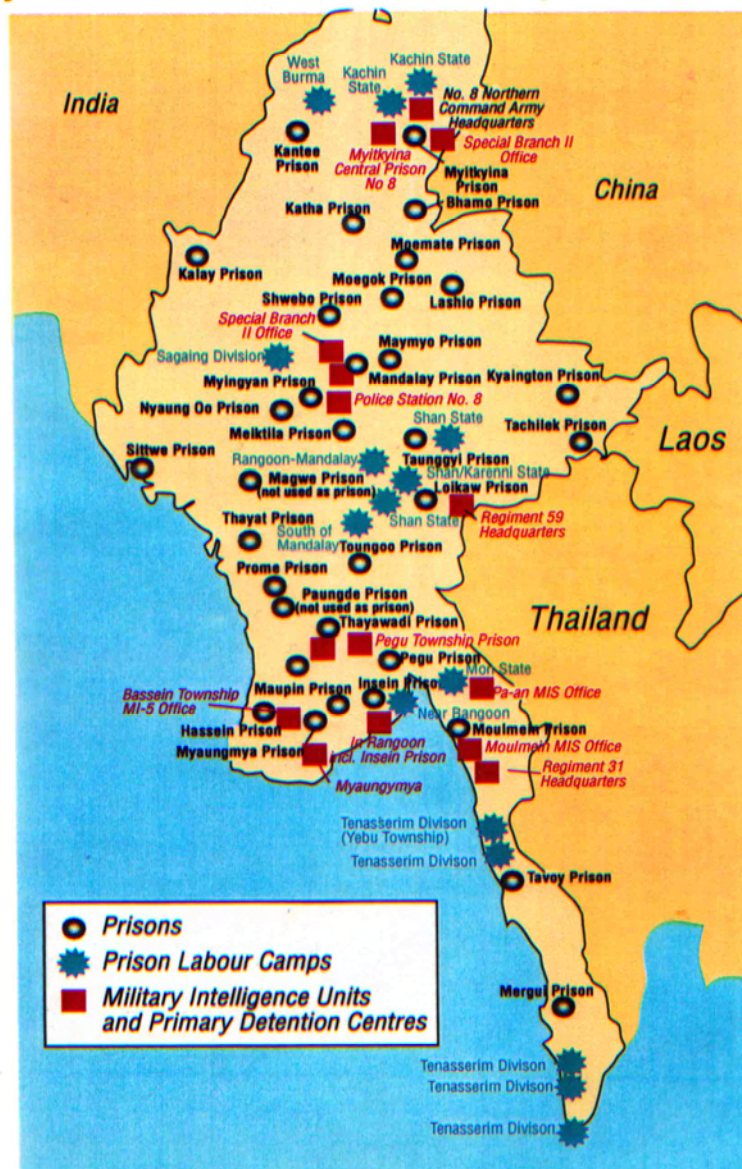 India
West
Burma
Kachin
State
Kachin State
No. 8 Northern
Command Army
Headquarters
Special Branch II
Office
Kantee
Prison
Myitkyina
Central Prison
No 8
Myitkyina
Prison
China
Katha Prison
Bhamo Prison
Kalay Prison
Moemate Prison
Moegok Prison
Lashio Prison
Shwebo Prison
Special Branch
II Office
Sagaing Division
Maymyo Prison
Myingyan Prison
Mandalay Prison
Kyaington Prison
Nyaung Oo Prison
Police Station No. 8
Meiktila Prison
Shan State
Tachilek Prison
Laos
Sittwe Prison
Rangoon-Mandalay
Taunggyi Prison
Shan/Karenni State
Magwe Prison
(not used as prison)
Loikaw Prison
Thayat Prison
South of
Mandalay
Shan State
Regiment 59
Headquarters
Toungoo Prison
Prome Prison
Paungde Prison
(not used as prison)
Thailand
Thayawadi Prison
Pegu Township Prison
Pegu Prison
Mon State
Pa-an MIS Office
Bassein Township
MI-5 Office
Maupin Prison
Insein Prison
Near Rangoon
Hassein Prison
Moulmein Prison
Myaungmya Prison
In Rangoon
incl. Insein Prison
Moulmein MIS Office
Myaungymya
Regiment 31
Headquarters
Tenasserim Divison
(Yebu Township)
Tenasserim Divison
Tavoy Prison
Prisons
Prison Labour Camps
Military Intelligence Units
and Primary Detention Centres
Mergui Prison
Tenasserim Divison
Tenasserim Divison
Tenasserim Divison